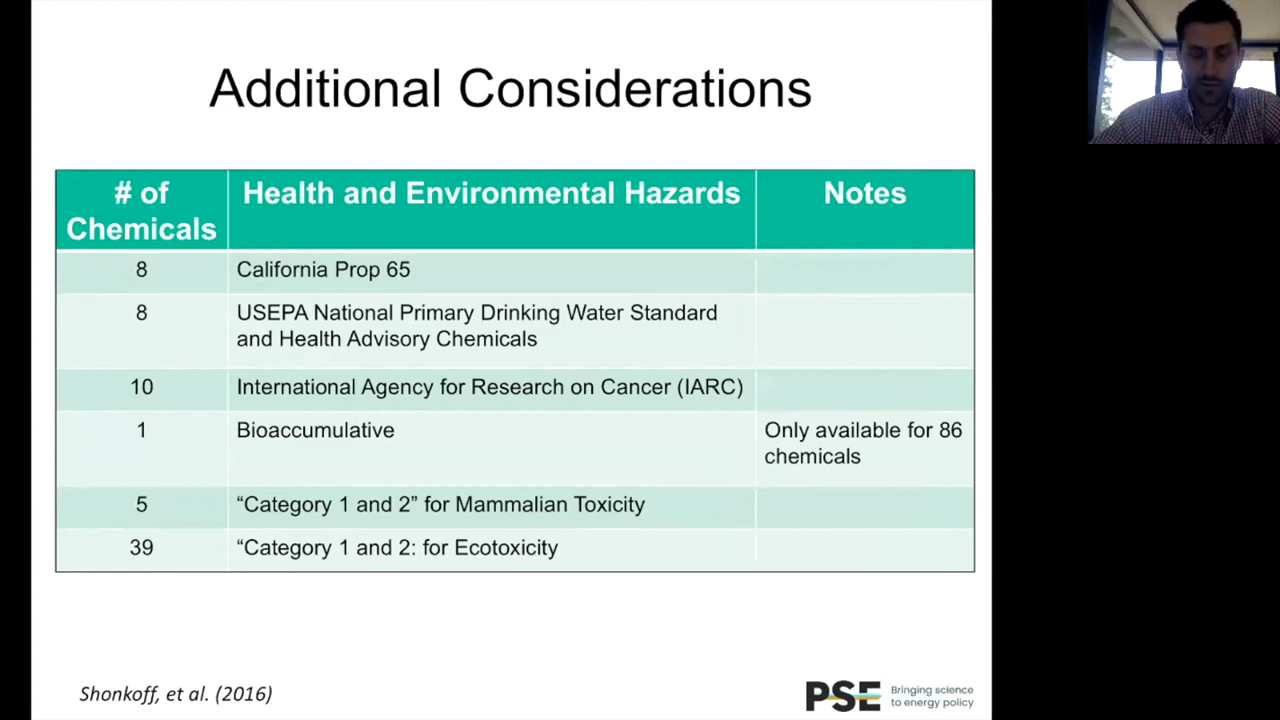 Additional Considerations
# of
Chemicals
Health and Environmental Hazards
Notes
8
California Prop 65
8
USEPA National Primary Drinking Water Standard
and Health Advisory Chemicals
10
International Agency for Research on Cancer (IARC)
1
Bioaccumulative
Only available for 86
chemicals
5
“Category 1 and 2” for Mammalian Toxicity
39
“Category 1 and 2: for Ecotoxicity
Shonkoff, et al. (2016)
PSE
Bringing science
to energy policy